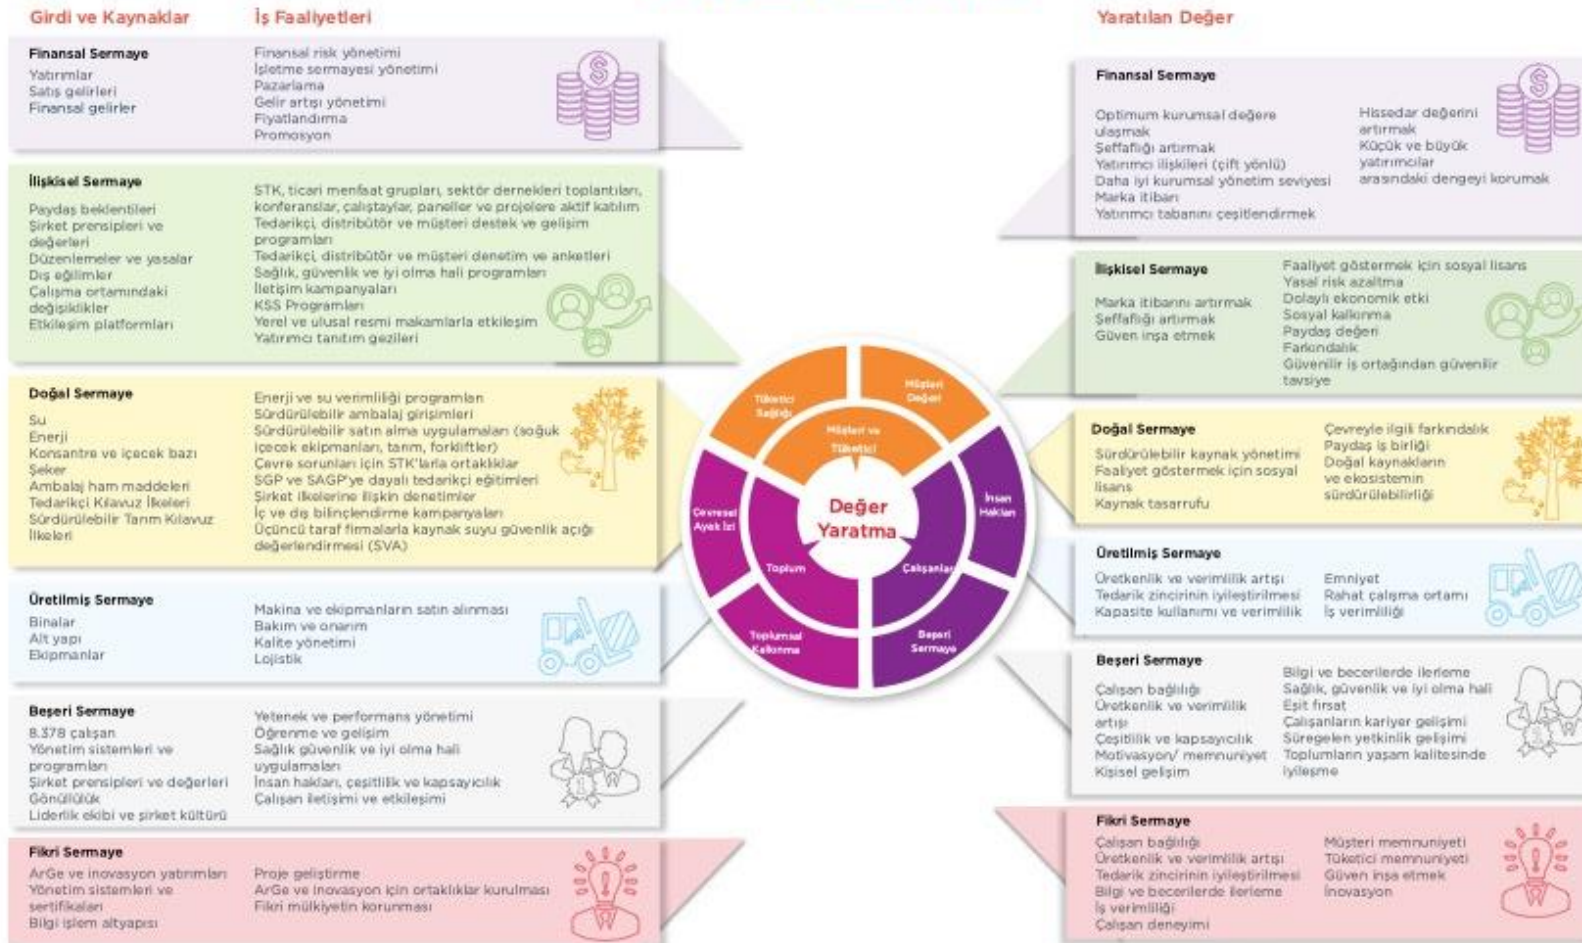 Girdi ve Kaynaklar
İş Faaliyetleri
Finansal Sermaye
Yatırımlar
Satış gelirleri
Finansal gelirler
Finansal risk yönetimi
İşletme sermayesi yönetimi
Pazarlama
Gelir artışı yönetimi
Fiyatlandırma
Promosyon
İlişkisel Sermaye
Paydaş beklentileri
Şirket prensipleri ve
değerleri
Düzenlemeler ve yasalar
Dış eğilimler
Çalışma ortamındaki
değişiklikler
Etkileşim platformları
STK, ticari menfaat grupları, sektör dernekleri toplantıları,
konferanslar, çalıştaylar, paneller ve projelere aktif katılım
Tedarikçi, distribütör ve müşteri destek ve gelişim
programları
Tedarikçi, distribütör ve müşteri denetim ve anketleri
Sağlık, güvenlik ve iyi olma hali programları
İletişim kampanyaları
KSS Programları
Yerel ve ulusal resmi makamlarla etkileşim
Yatırımcı tanıtım gezileri
Doğal Sermaye
Su
Enerji
Konsantre ve içecek bazı
Şeker
Ambalaj ham maddeleri
Tedarikçi Kılavuz İlkeleri
Sürdürülebilir Tarım Kılavuz
İlkeleri
Enerji ve su verimliliği programları
Sürdürülebilir ambalaj girişimleri
Sürdürülebilir satın alma uygulamaları (soğuk
içecek ekipmanları, tarım, forkliftler)
Çevre sorunları için STK'larla ortaklıklar
SGP ve SAGP'ye dayalı tedarikçi eğitimleri
Şirket ilkelerine ilişkin denetimler
İç ve dış bilinçlendirme kampanyaları
Üçüncü taraf firmalarla kaynak suyu güvenlik açığı
değerlendirmesi (SVA)
Üretilmiş Sermaye
Binalar
Alt yapı
Ekipmanlar
Makina ve ekipmanların satın alınması
Bakım ve onarım
Kalite yönetimi
Lojistik
Beşeri Sermaye
8.378 çalışan
Yönetim sistemleri ve
programları
Şirket prensipleri ve değerleri
Gönüllülük
Liderlik ekibi ve şirket kültürü
Yetenek ve performans yönetimi
Öğrenme ve gelişim
Sağlık güvenlik ve iyi olma hali
uygulamaları
İnsan hakları, çeşitlilik ve kapsayıcılık
Çalışan iletişimi ve etkileşimi
Fikri Sermaye
ArGe ve inovasyon yatırımları
Yönetim sistemleri ve
sertifikaları
Bilgi işlem altyapısı
Proje geliştirme
ArGe ve inovasyon için ortaklıklar kurulması
Fikri mülkiyetin korunması
Tüketici
Sağlığı
Müşteri
Değeri
Müşteri ve
Tüketici
Çevresel
Ayak İzi
Değer
Yaratma
İnsan
Hakları
Toplum
Çalışanlar
Toplumsal
Kalkınma
Beşeri
Sermaye
Yaratılan Değer
Finansal Sermaye
Optimum kurumsal değere
ulaşmak
Şeffaflığı artırmak
Yatırımcı ilişkileri (çift yönlü)
Daha iyi kurumsal yönetim seviyesi
Marka itibarı
Yatırımcı tabanını çeşitlendirmek
Hissedar değerini
artırmak
Küçük ve büyük
yatırımcılar
arasındaki dengeyi korumak
İlişkisel Sermaye
Marka itibarını artırmak
Şeffaflığı artırmak
Güven inşa etmek
Faaliyet göstermek için sosyal lisans
Yasal risk azaltma
Dolaylı ekonomik etki
Sosyal kalkınma
Paydaş değeri
Farkındalık
Güvenilir iş ortağından güvenilir
tavsiye
Doğal Sermaye
Sürdürülebilir kaynak yönetimi
Faaliyet göstermek için sosyal
lisans
Kaynak tasarrufu
Çevreyle ilgili farkındalık
Paydaş iş birliği
Doğal kaynakların
ve ekosistemin
sürdürülebilirliği
Üretilmiş Sermaye
Üretkenlik ve verimlilik artışı
Tedarik zincirinin iyileştirilmesi
Kapasite kullanımı ve verimlilik
Emniyet
Rahat çalışma ortamı
İş verimliliği
Beşeri Sermaye
Çalışan bağlılığı
Üretkenlik ve verimlilik
artışı
Çeşitlilik ve kapsayıcılık
Motivasyon/ memnuniyet
Kişisel gelişim
Bilgi ve becerilerde ilerleme
Sağlık, güvenlik ve iyi olma hali
Eşit fırsat
Çalışanların kariyer gelişimi
Süregelen yetkinlik gelişimi
Toplumların yaşam kalitesinde
iyileşme
Fikri Sermaye
Çalışan bağlılığı
Üretkenlik ve verimlilik artışı
Tedarik zincirinin iyileştirilmesi
Bilgi ve becerilerde ilerleme
İş verimliliği
Çalışan deneyimi
Müşteri memnuniyeti
Tüketici memnuniyeti
Güven inşa etmek
İnovasyon